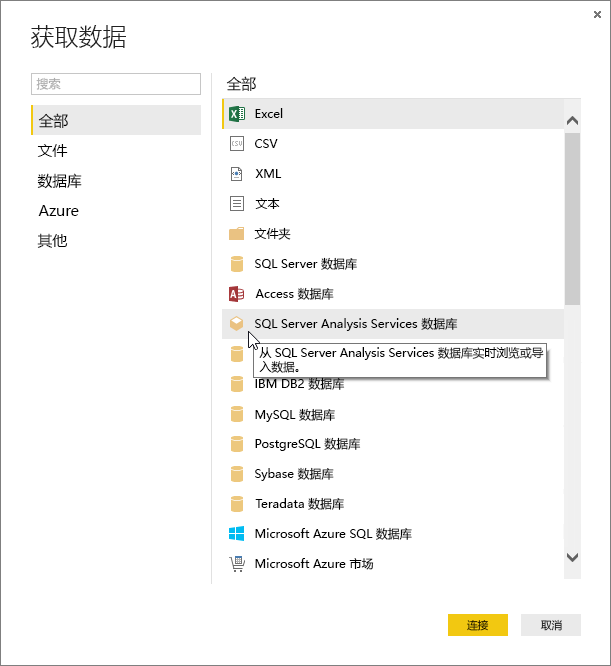 获取数据
搜索
全部
文件
数据库
Azure
其他
全部
Excel
CSV
XML
文本
文件夹
SQL Server 数据库
Access 数据库
SQL Server Analysis Services 数据库
从 SQL Server Analysis Services 数据库实时浏览或导
入数据。
IBM DB2 数据库
MySQL 数据库
PostgreSQL 数据库
Sybase 数据库
Teradata 数据库
Microsoft Azure SQL 数据库
Microsoft Azure 市场
连接
取消